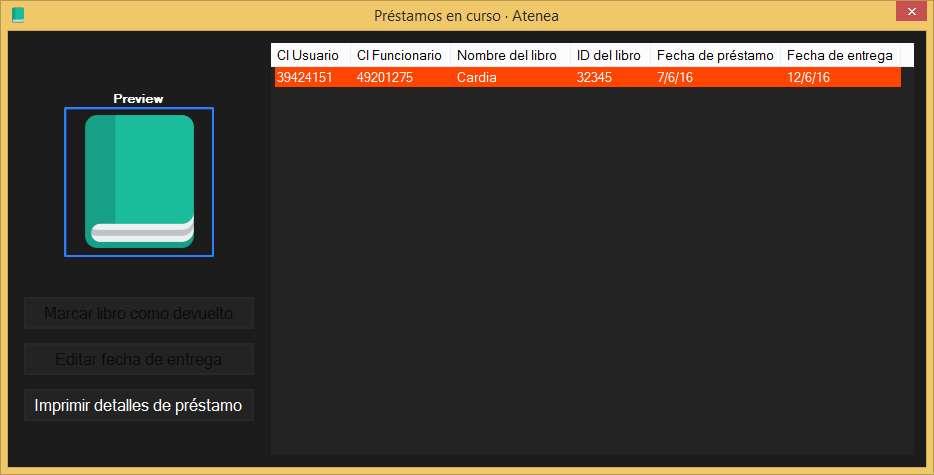 Préstamos en curso · Atenea
Preview
Marcar libro como devuelto
Editar fecha de entrega
Imprimir detalles de préstamo
CI Usuario CI Funcionario Nombre del libro ID del libro Fecha de préstamo Fecha de entrega
39424151 49201275 Cardia 32345 7/6/16 12/6/16